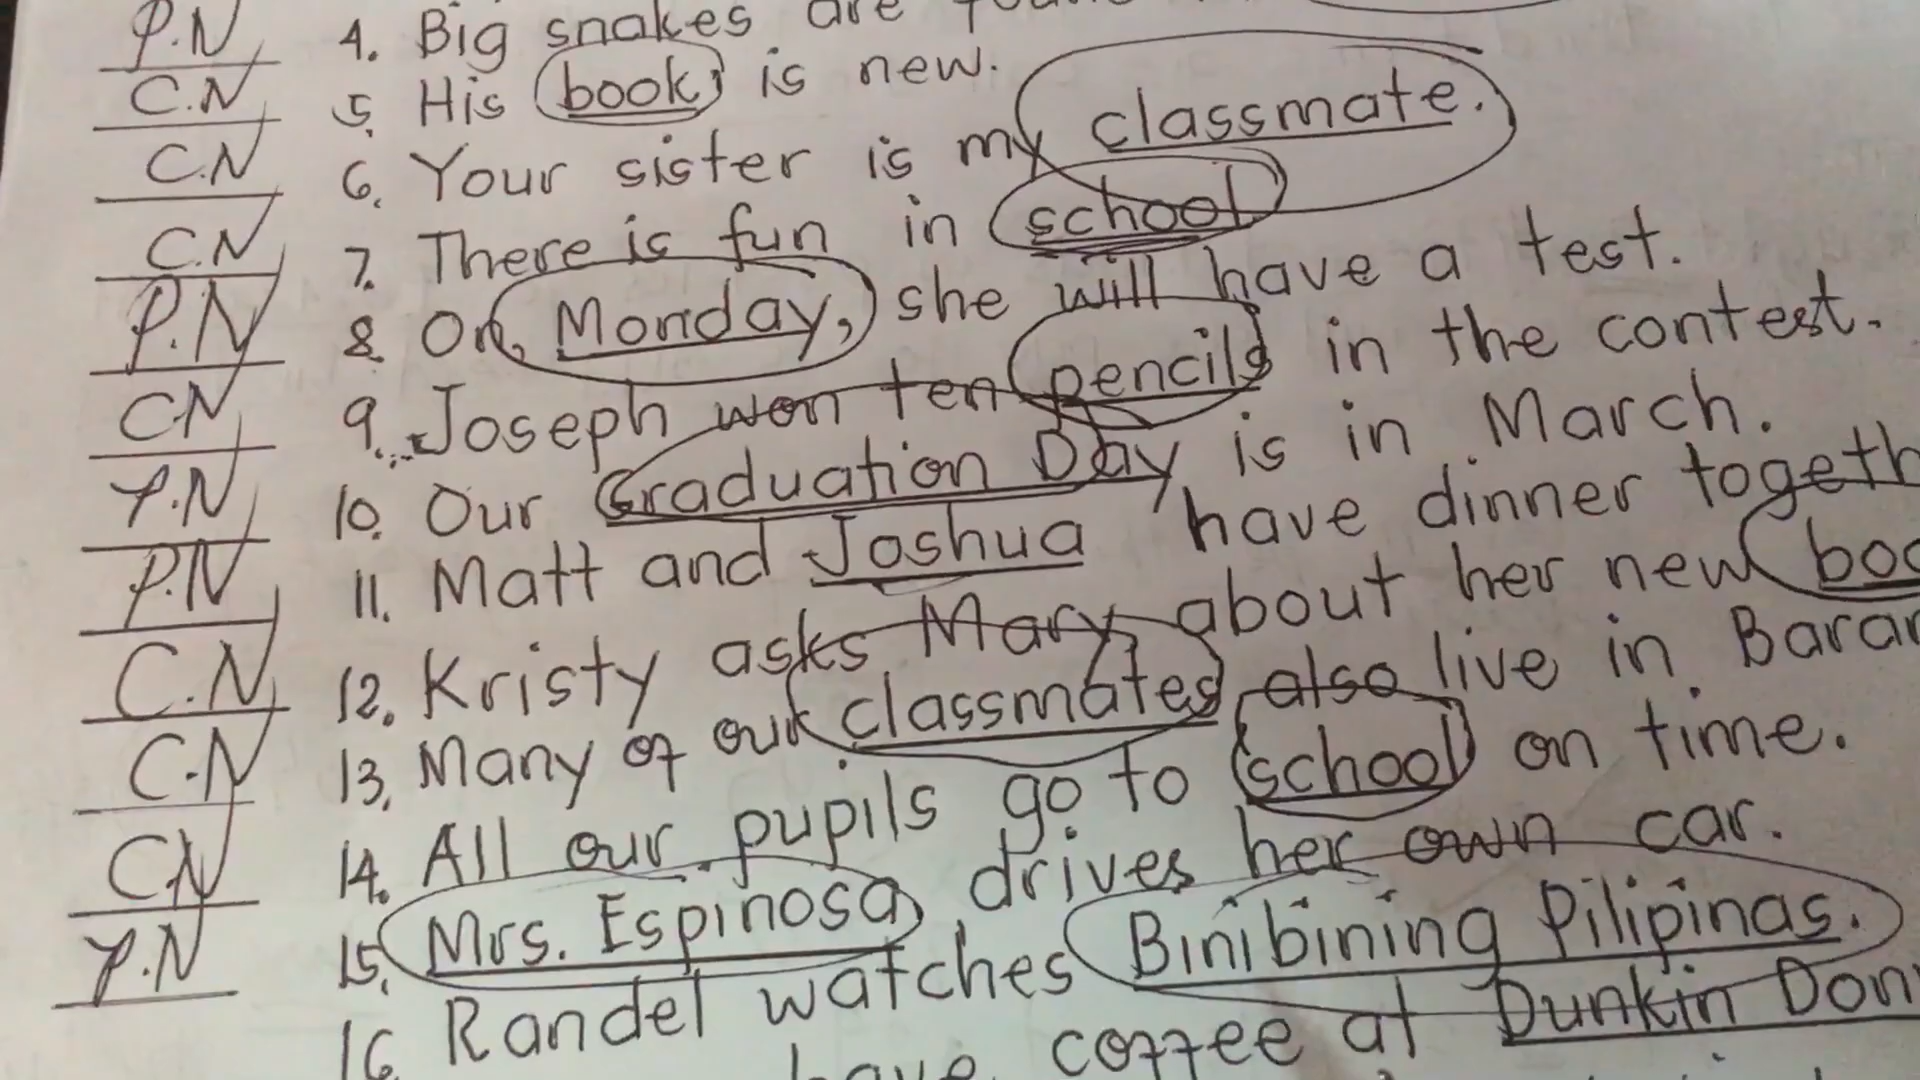 P.N 4. Big snakes are
C.N 5. His book is new.
C.N 6. Your sister is my classmate.
C.N 7. There is fun in school
P.N 8. On Monday, she will have a test.
C.N 9. Joseph won ten pencils in the contest.
P.N 10. Our Graduation Day is in March.
P.N 11. Matt and Joshua have dinner
C.N 12. Kristy asks Mary about her new
C.N 13. Many of our classmates also live in
C.N 14. All our pupils go to school on time.
P.N 15. Mrs. Espinosa drives her own car.
16. Randel watches Binibining Pilipinas.
have coffee at Dunkin